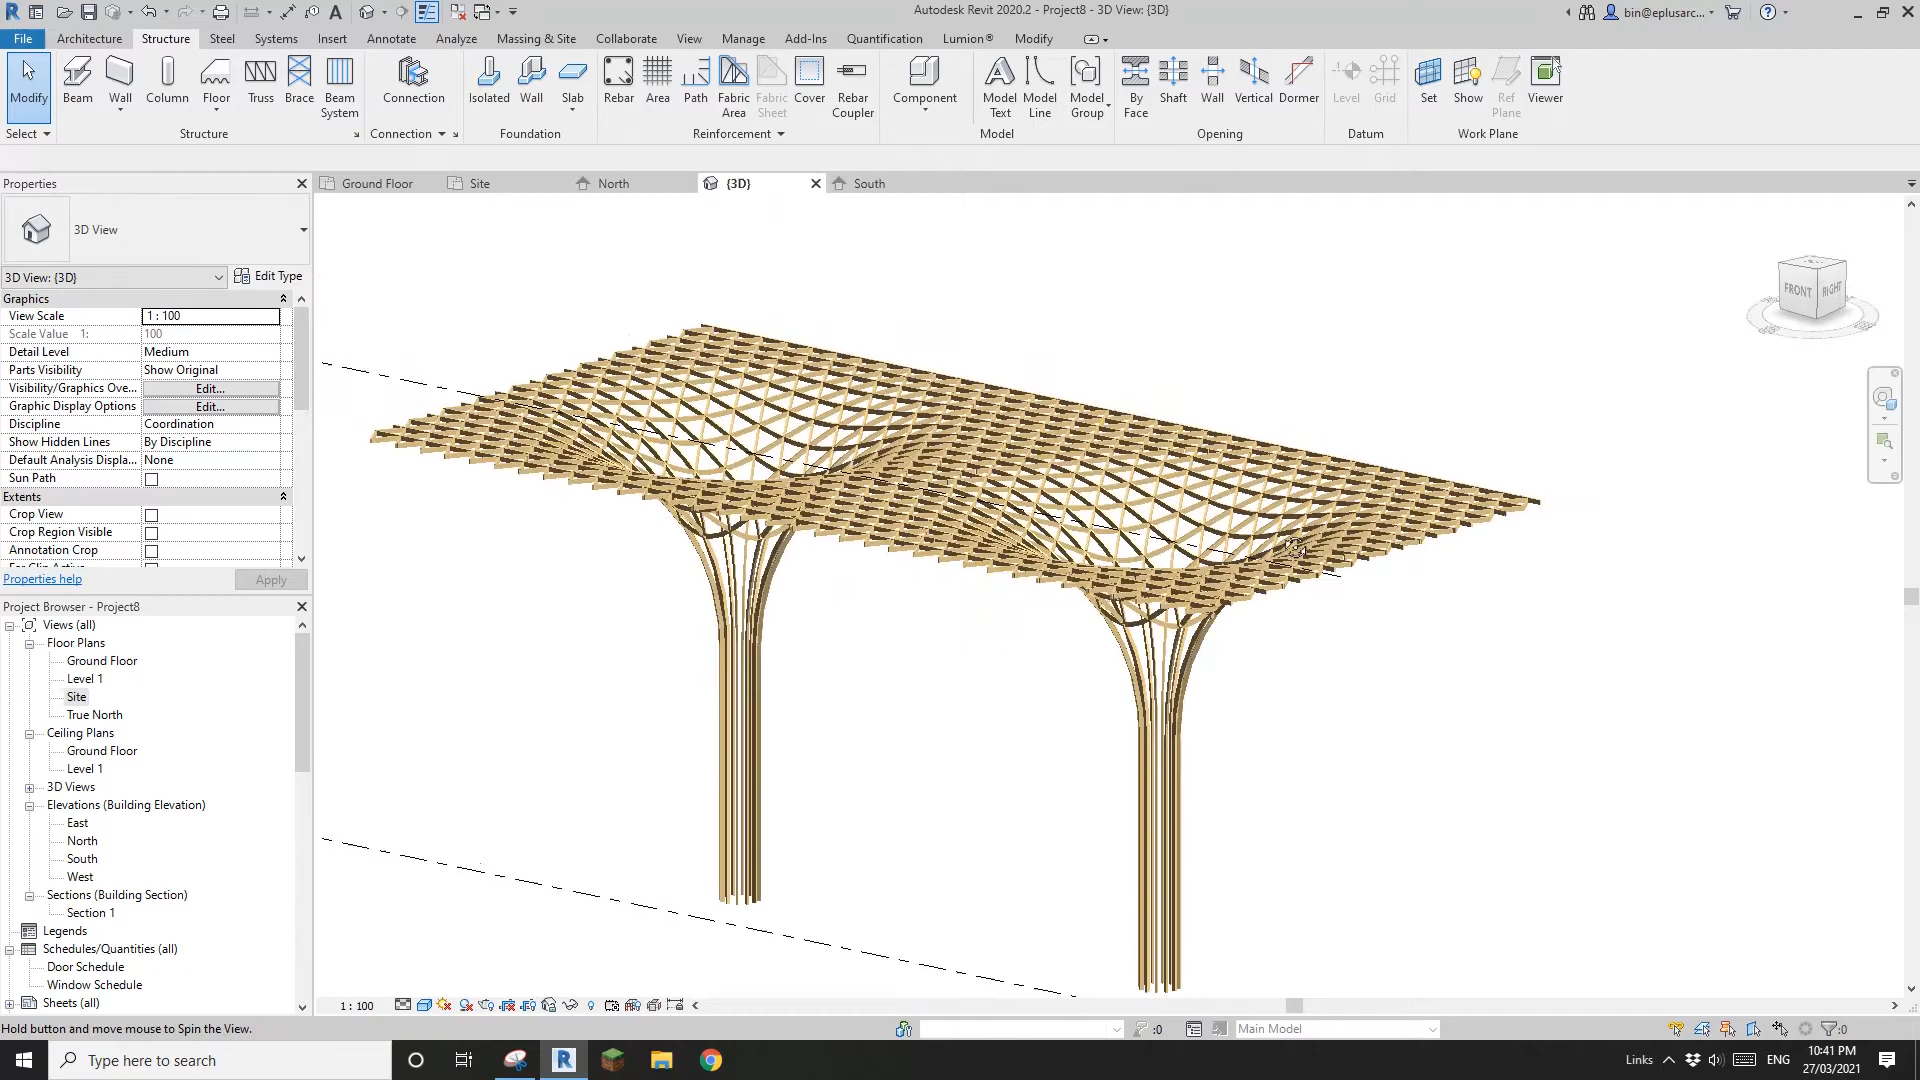 Autodesk Revit 2020.2 - Project8 - 3D View: {3D}
bin@eplusarc...
File Architecture Structure Steel Systems Insert Annotate Analyze Massing & Site Collaborate View Manage Add-Ins Quantification Lumion® Modify
Modify
Beam
Wall
Column
Floor
Truss
Brace
Beam System
Connection
Isolated
Wall
Slab
Rebar
Area
Path
Fabric Area
Fabric Sheet
Cover
Rebar Coupler
Component
Model Text
Model Line
Model Group
By Face
Shaft
Wall
Vertical
Dormer
Level
Grid
Set
Show
Ref Plane
Viewer
Select Structure Connection Foundation Reinforcement Model Opening Datum Work Plane
Properties
Ground Floor Site North {3D} South
3D View
3D View: {3D} Edit Type
Graphics
View Scale 1 : 100
Scale Value 1: 100
Detail Level Medium
Parts Visibility Show Original
Visibility/Graphics Ove... Edit...
Graphic Display Options Edit...
Discipline Coordination
Show Hidden Lines By Discipline
Default Analysis Displa... None
Sun Path
Extents
Crop View
Crop Region Visible
Annotation Crop
Properties help Apply
FRONT RIGHT
Project Browser - Project8
Views (all)
Floor Plans
Ground Floor
Level 1
Site
True North
Ceiling Plans
Ground Floor
Level 1
3D Views
Elevations (Building Elevation)
East
North
South
West
Sections (Building Section)
Section 1
Legends
Schedules/Quantities (all)
Door Schedule
Window Schedule
Sheets (all)
1 : 100
Hold button and move mouse to Spin the View.
:0
Main Model
:0
Type here to search
Links
ENG
10:41 PM
27/03/2021